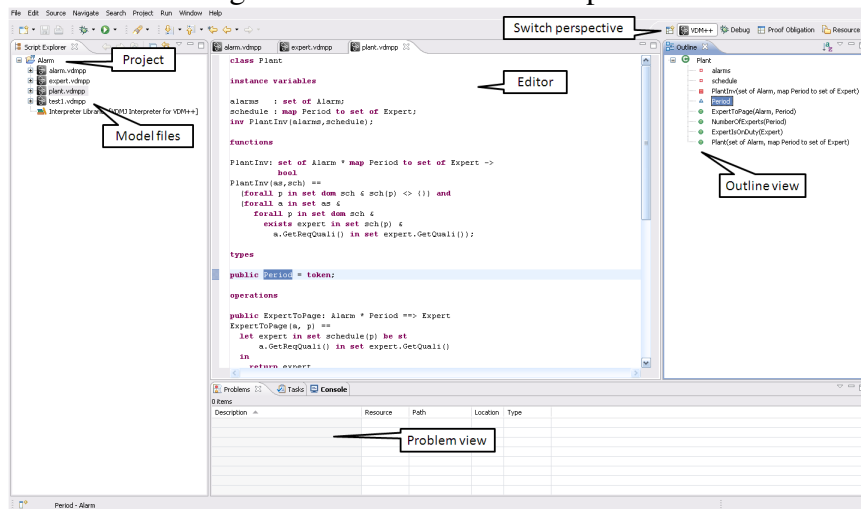 File Edit Source Navigate Search Project Run Window Help
Switch perspective
VDM++ Debug Proof Obligation Resource
Script Explorer
Project
Alarm
alarm.vdmpp
expert.vdmpp
plant.vdmpp
test1.vdmpp
Interpreter Librar [VDMJ Interpreter for VDM++]
Model files
alarm.vdmpp expert.vdmpp plant.vdmpp
Editor
class Plant
instance variables
alarms : set of Alarm;
schedule : map Period to set of Expert;
inv PlantInv(alarms,schedule);
functions
PlantInv: set of Alarm * map Period to set of Expert ->
bool
PlantInv(as,sch) ==
(forall p in set dom sch & sch(p) <> {}) and
(forall a in set as &
forall p in set dom sch &
exists expert in set sch(p) &
a.GetReqQuali() in set expert.GetQuali());
types
public Period = token;
operations
public ExpertToPage: Alarm * Period ==> Expert
ExpertToPage(a, p) ==
let expert in set schedule(p) be st
a.GetReqQuali() in set expert.GetQuali()
in
return expert
Outline
Plant
alarms
schedule
PlantInv(set of Alarm, map Period to set of Expert)
Period
ExpertToPage(Alarm, Period)
NumberOfExperts(Period)
ExpertIsOnDuty(Expert)
Plant(set of Alarm, map Period to set of Expert)
Outline view
Problems Tasks Console
0 items
Description Resource Path Location Type
Problem view
Period - Alarm